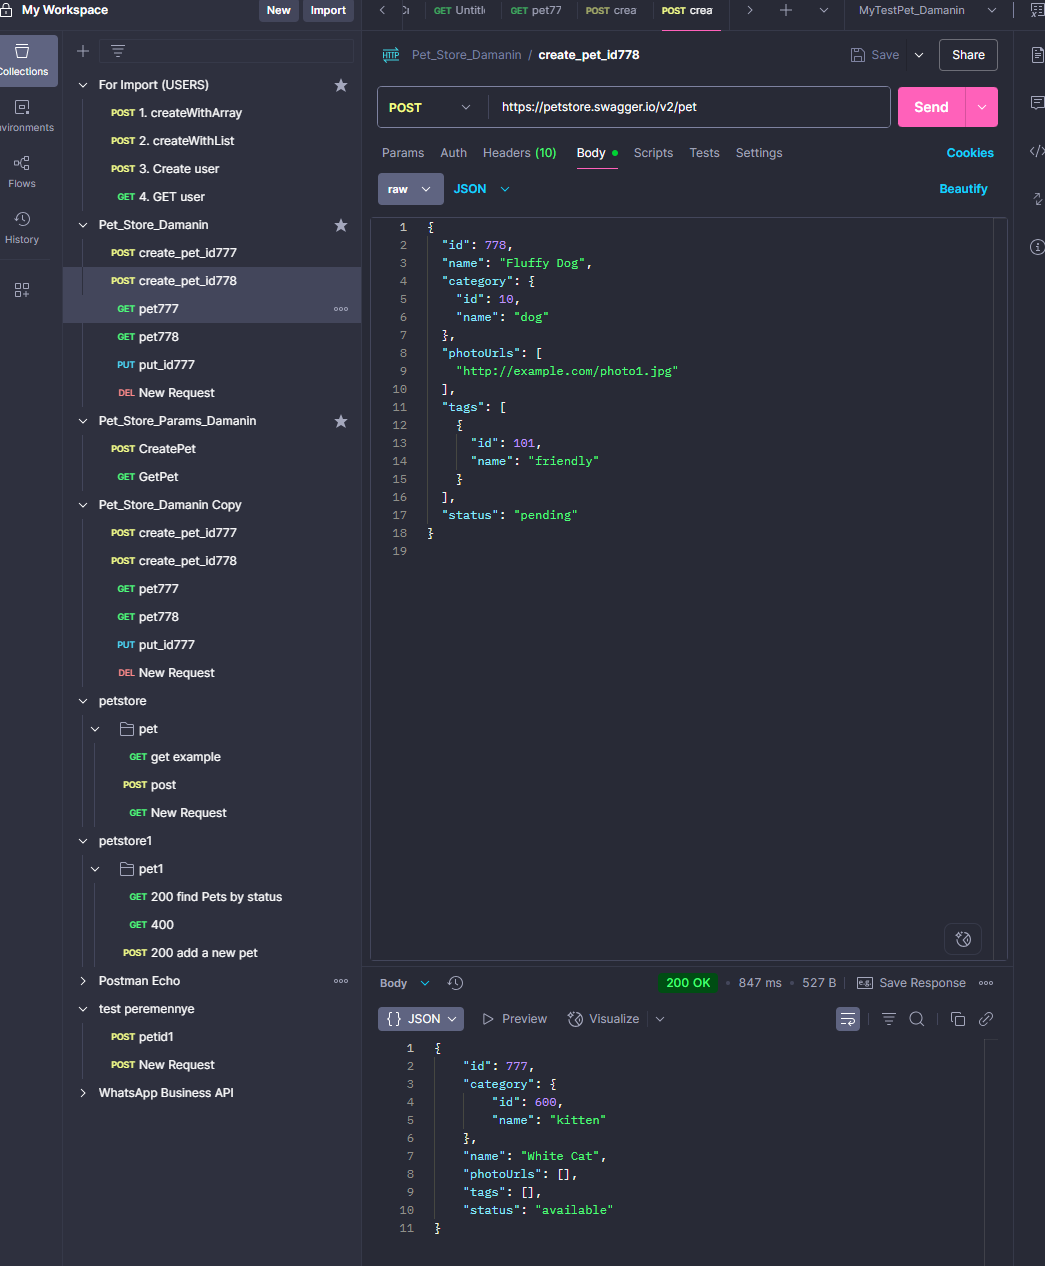 My Workspace
New
Import
GET Untitl
GET pet77
POST crea
POST crea
MyTestPet_Damanin
Collections
Environments
Flows
History
For Import (USERS)
POST 1. createWithArray
POST 2. createWithList
POST 3. Create user
GET 4. GET user
Pet_Store_Damanin
POST create_pet_id777
POST create_pet_id778
GET pet777
GET pet778
PUT put_id777
DEL New Request
Pet_Store_Params_Damanin
POST CreatePet
GET GetPet
Pet_Store_Damanin Copy
POST create_pet_id777
POST create_pet_id778
GET pet777
GET pet778
PUT put_id777
DEL New Request
petstore
pet
GET get example
POST post
GET New Request
petstore1
pet1
GET 200 find Pets by status
GET 400
POST 200 add a new pet
Postman Echo
test peremennye
POST petid1
POST New Request
WhatsApp Business API
HTTP Pet_Store_Damanin / create_pet_id778
Save
Share
POST
https://petstore.swagger.io/v2/pet
Send
Params Auth Headers (10) Body Scripts Tests Settings
Cookies
raw
JSON
Beautify
1 {
2 "id": 778,
3 "name": "Fluffy Dog",
4 "category": {
5 "id": 10,
6 "name": "dog"
7 },
8 "photoUrls": [
9 "http://example.com/photo1.jpg"
10 ],
11 "tags": [
12 {
13 "id": 101,
14 "name": "friendly"
15 }
16 ],
17 "status": "pending"
18 }
19
Body
200 OK • 847 ms • 527 B
e.g. Save Response
{} JSON
Preview
Visualize
1 {
2 "id": 777,
3 "category": {
4 "id": 600,
5 "name": "kitten"
6 },
7 "name": "White Cat",
8 "photoUrls": [],
9 "tags": [],
10 "status": "available"
11 }